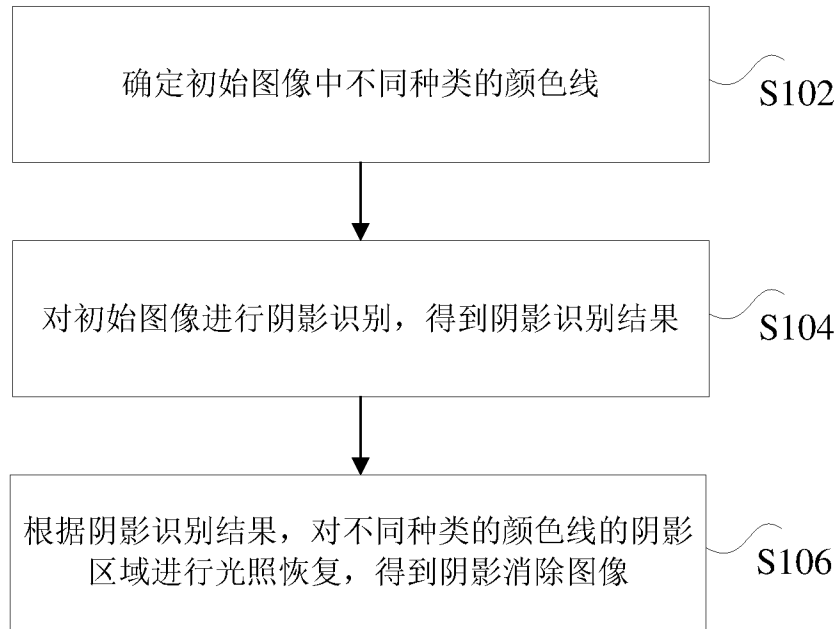 确定初始图像中不同种类的颜色线
S102
对初始图像进行阴影识别，得到阴影识别结果
S104
根据阴影识别结果，对不同种类的颜色线的阴影
区域进行光照恢复，得到阴影消除图像
S106